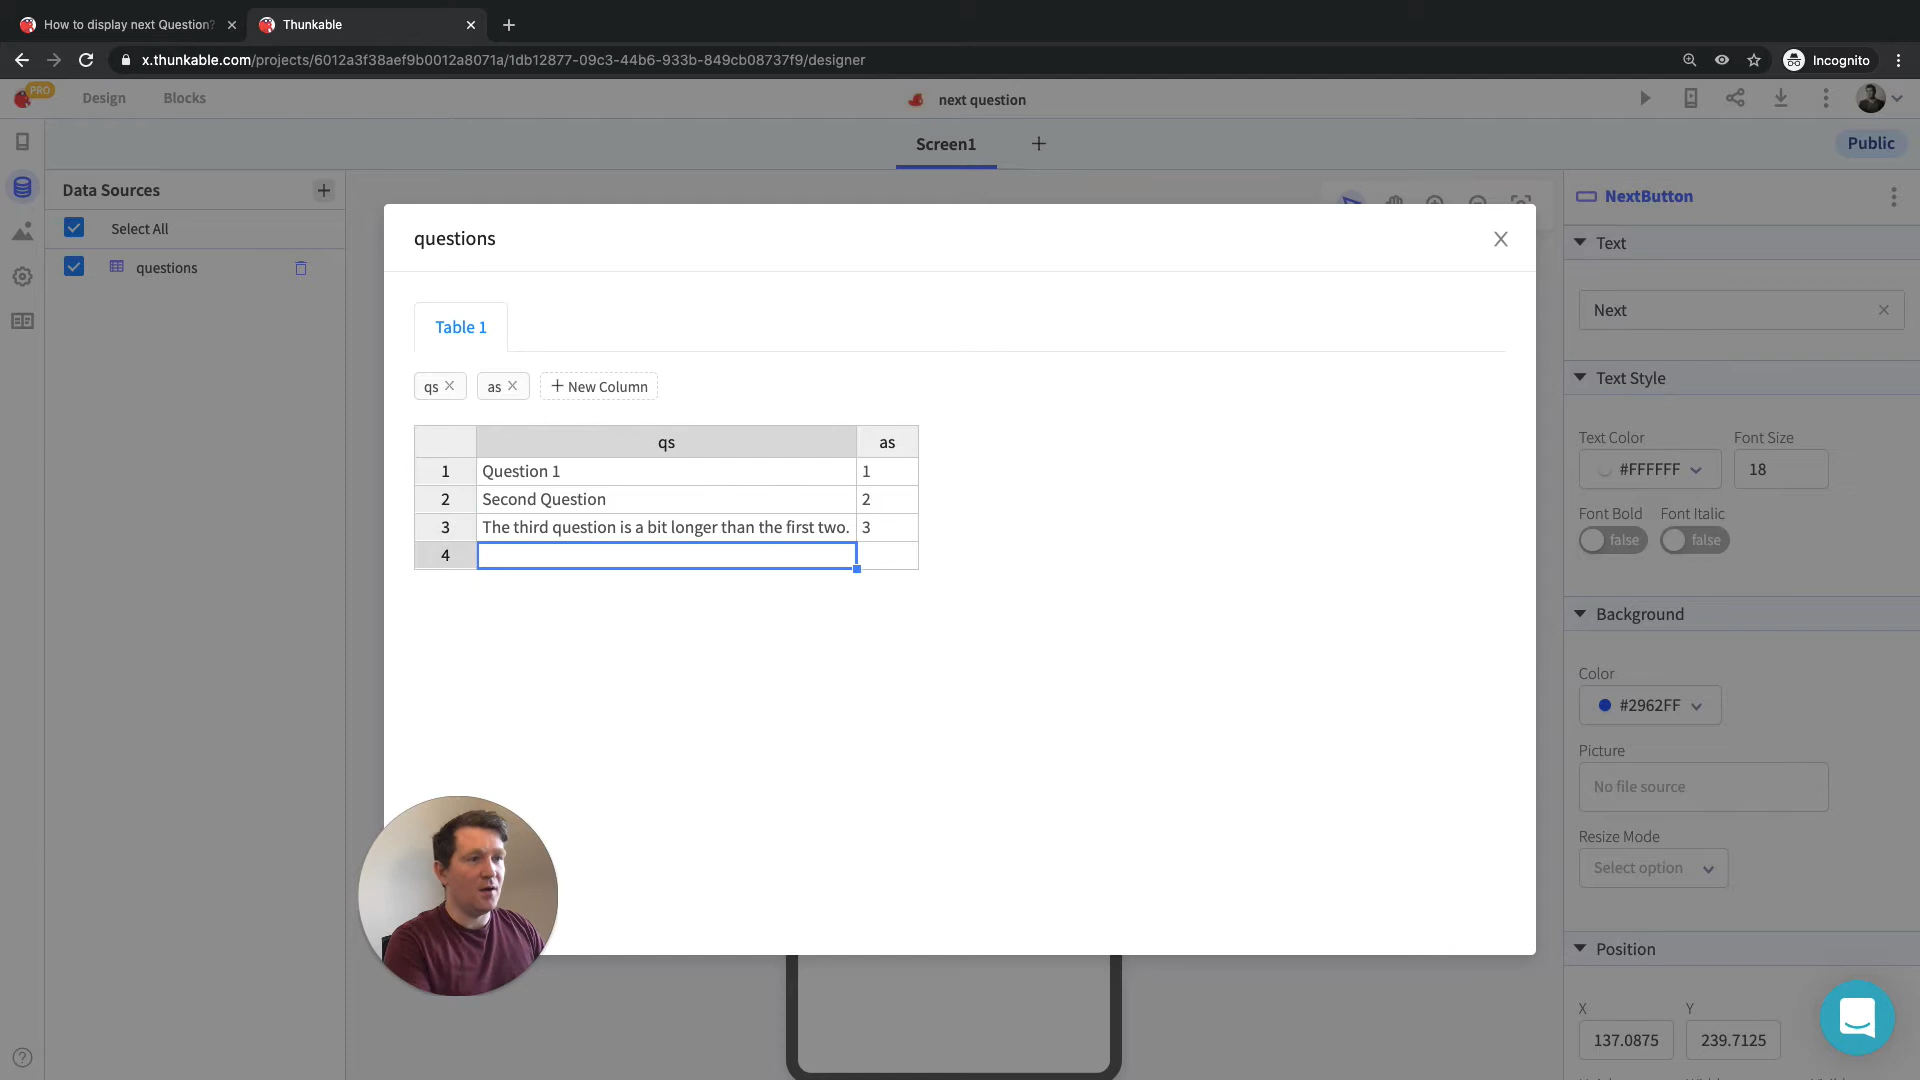 How to display next Question?
Thunkable
x.thunkable.com/projects/6012a3f38aef9b0012a8071a/1db12877-09c3-44b6-933b-849cb08737f9/designer
Incognito
PRO
Design
Blocks
next question
Screen1
Public
Data Sources
Select All
questions
NextButton
Text
Next
Text Style
Text Color
Font Size
#FFFFFF
18
Font Bold
Font Italic
false
false
Background
Color
#2962FF
Picture
No file source
Resize Mode
Select option
Position
X
Y
137.0875
239.7125
questions
Table 1
qs
as
New Column
qs
as
1
Question 1
1
2
Second Question
2
3
The third question is a bit longer than the first two.
3
4